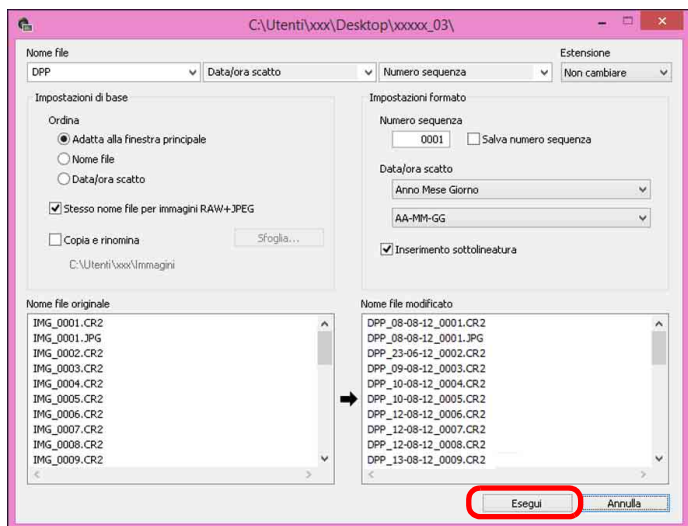 C:\Utenti\xxx\Desktop\xxxxx_03\
Nome file
Estensione
DPP
Data/ora scatto
Numero sequenza
Non cambiare
Impostazioni di base
Ordina
Adatta alla finestra principale
Nome file
Data/ora scatto
Stesso nome file per immagini RAW+JPEG
Copia e rinomina
Sfoglia...
C:\Utenti\xxx\Immagini
Impostazioni formato
Numero sequenza
0001
Salva numero sequenza
Data/ora scatto
Anno Mese Giorno
AA-MM-GG
Inserimento sottolineatura
Nome file originale
IMG_0001.CR2
IMG_0001.JPG
IMG_0002.CR2
IMG_0003.CR2
IMG_0004.CR2
IMG_0005.CR2
IMG_0006.CR2
IMG_0007.CR2
IMG_0008.CR2
IMG_0009.CR2
Nome file modificato
DPP_08-08-12_0001.CR2
DPP_08-08-12_0001.JPG
DPP_23-06-12_0002.CR2
DPP_09-08-12_0003.CR2
DPP_10-08-12_0004.CR2
DPP_10-08-12_0005.CR2
DPP_12-08-12_0006.CR2
DPP_12-08-12_0007.CR2
DPP_12-08-12_0008.CR2
DPP_13-08-12_0009.CR2
Esegui
Annulla